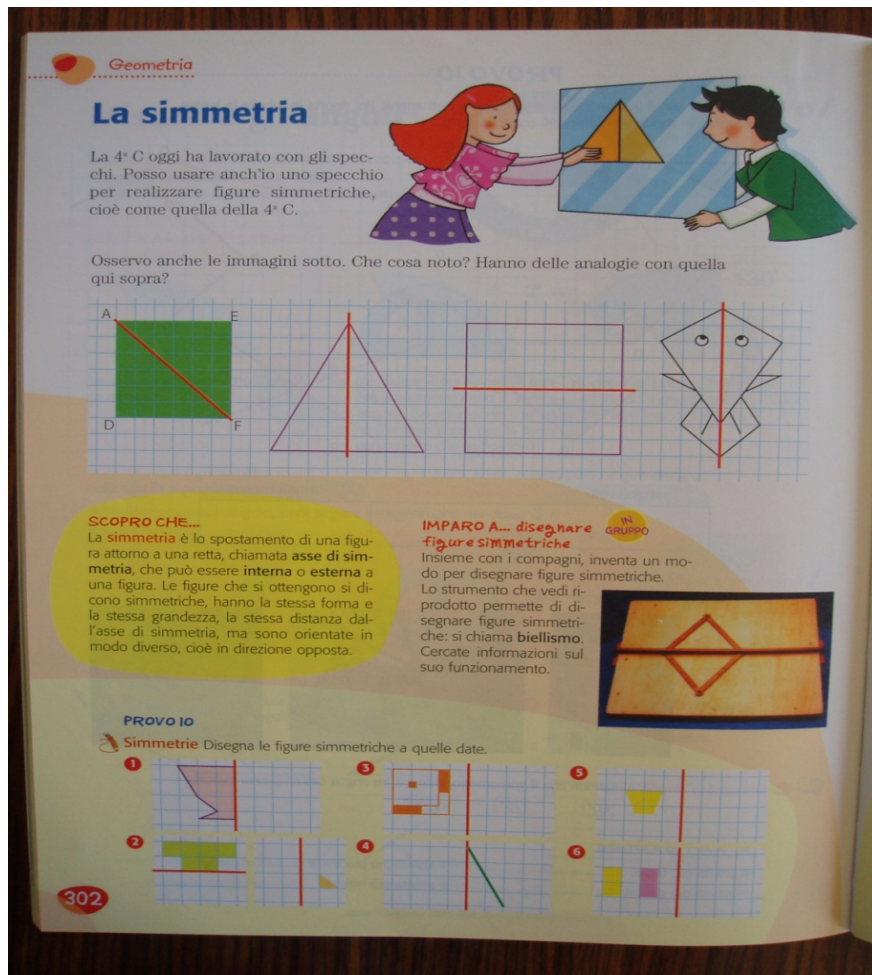 Geometria
La simmetria
La 4ª C oggi ha lavorato con gli spec-
chi. Posso usare anch'io uno specchio
per realizzare figure simmetriche,
cioè come quella della 4ª C.
Osservo anche le immagini sotto. Che cosa noto? Hanno delle analogie con quella
qui sopra?
A E
D F
SCOPRO CHE...
La simmetria è lo spostamento di una figu-
ra attorno a una retta, chiamata asse di sim-
metria, che può essere interna o esterna a
una figura. Le figure che si ottengono si di-
cono simmetriche, hanno la stessa forma e
la stessa grandezza, la stessa distanza dal-
l'asse di simmetria, ma sono orientate in
modo diverso, cioè in direzione opposta.
IMPARO A... disegnare
figure simmetriche
IN
GRUPPO
Insieme con i compagni, inventa un mo-
do per disegnare figure simmetriche.
Lo strumento che vedi ri-
prodotto permette di di-
segnare figure simmetri-
che: si chiama biellismo.
Cercate informazioni sul
suo funzionamento.
PROVO IO
Simmetrie Disegna le figure simmetriche a quelle date.
1
3
5
2
4
6
302